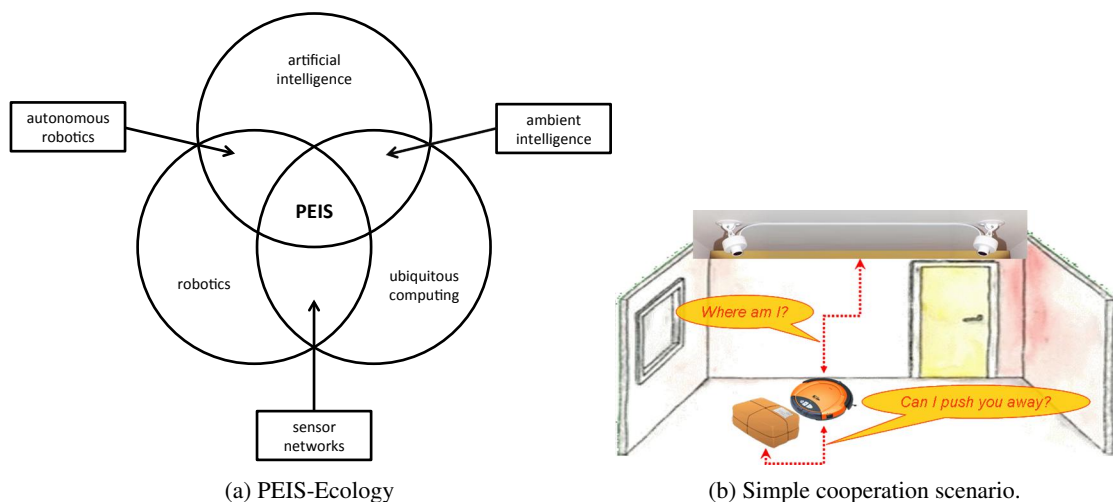 artificial
intelligence
autonomous
robotics
ambient
intelligence
PEIS
robotics
ubiquitous
computing
sensor
networks
(a) PEIS-Ecology
Where am I?
Can I push you away?
(b) Simple cooperation scenario.